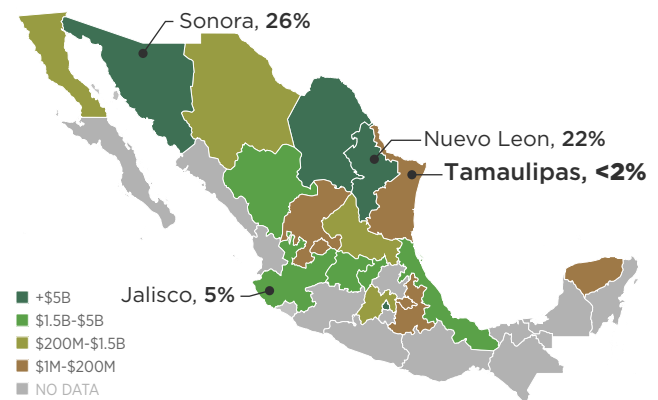 Sonora, 26%
Nuevo Leon, 22%
Tamaulipas, <2%
Jalisco, 5%
+$5B
$1.5B-$5B
$200M-$1.5B
$1M-$200M
NO DATA